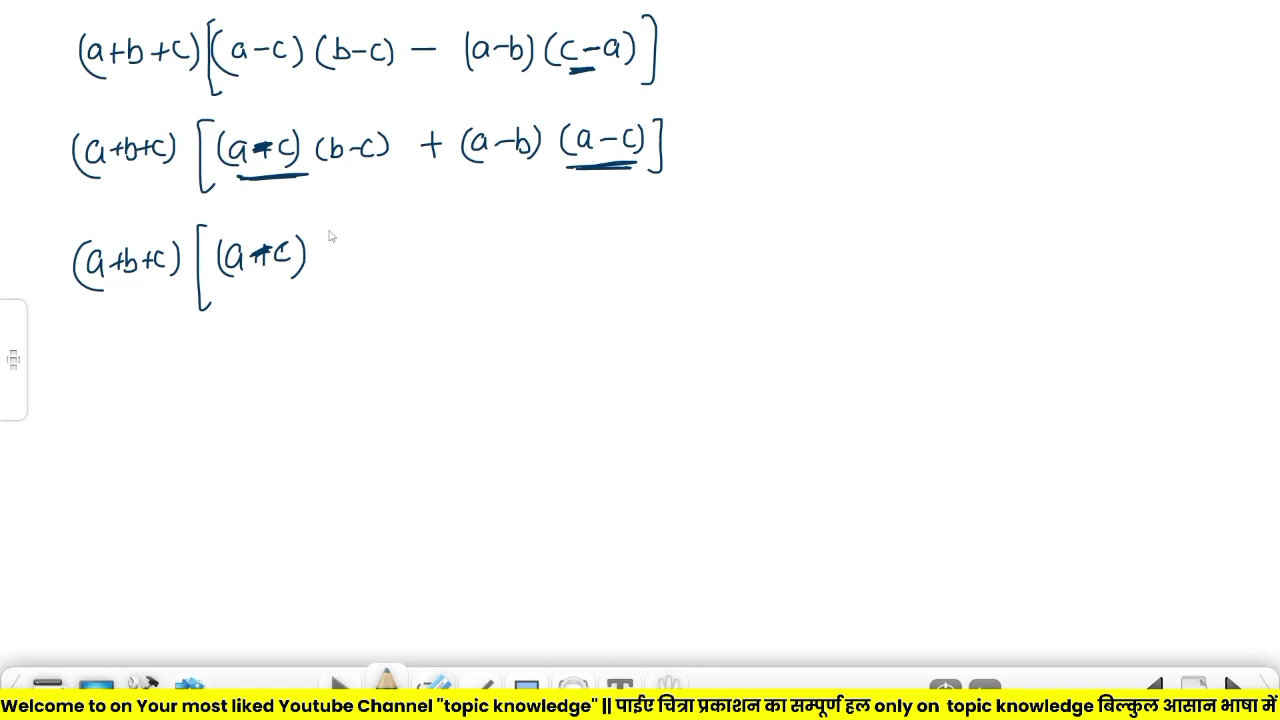 (a+b+c)[(a-c)(b-c) - (a-b)(c-a)]
(a+b+c) [(a-c)(b-c) + (a-b)(a-c)]
(a+b+c) [(a-c)
Welcome to on Your most liked Youtube Channel "topic knowledge" || पाईए चित्रा प्रकाशन का सम्पूर्ण हल only on topic knowledge बिल्कुल आसान भाषा में